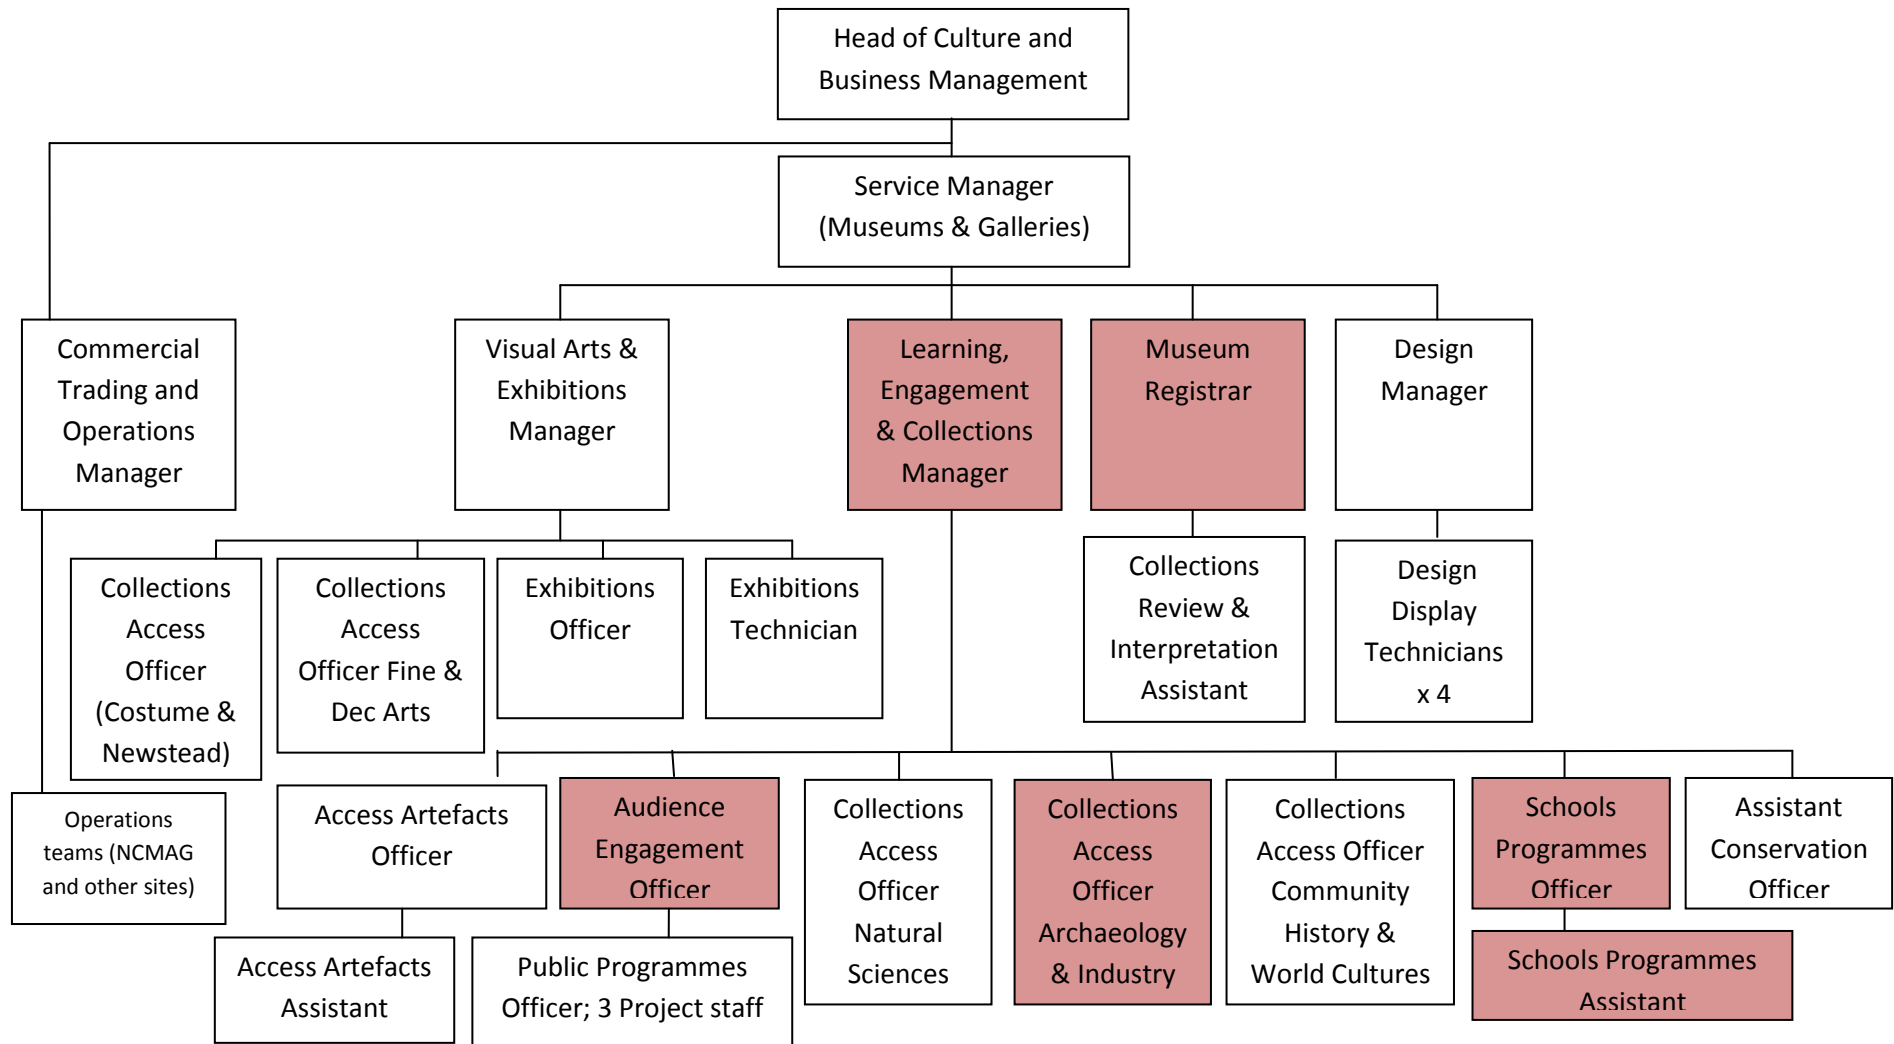 Head of Culture and
Business Management
Service Manager
(Museums & Galleries)
Commercial
Trading and
Operations
Manager
Visual Arts &
Exhibitions
Manager
Learning,
Engagement
& Collections
Manager
Museum
Registrar
Design
Manager
Collections
Access
Officer
(Costume &
Newstead)
Collections
Access
Officer Fine &
Dec Arts
Exhibitions
Officer
Exhibitions
Technician
Collections
Review &
Interpretation
Assistant
Design
Display
Technicians
x 4
Operations
teams (NCMAG
and other sites)
Access Artefacts
Officer
Audience
Engagement
Officer
Collections
Access
Officer
Natural
Sciences
Collections
Access
Officer
Archaeology
& Industry
Collections
Access Officer
Community
History &
World Cultures
Schools
Programmes
Officer
Assistant
Conservation
Officer
Access Artefacts
Assistant
Public Programmes
Officer; 3 Project staff
Schools Programmes
Assistant